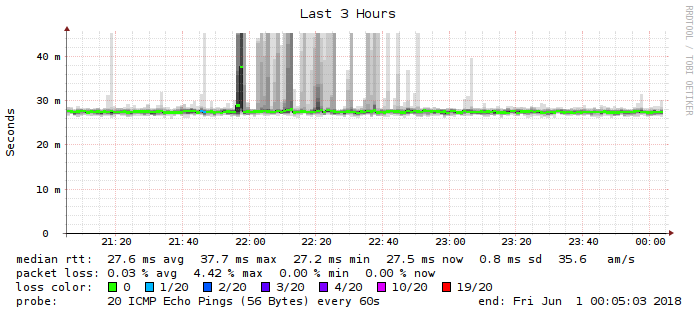 Last 3 Hours
RRDTOOL / TOBI OETIKER
Seconds
40 m
30 m
20 m
10 m
0
21:20 21:40 22:00 22:20 22:40 23:00 23:20 23:40 00:00
median rtt: 27.6 ms avg 37.7 ms max 27.2 ms min 27.5 ms now 0.8 ms sd 35.6 am/s
packet loss: 0.03 % avg 4.42 % max 0.00 % min 0.00 % now
loss color: 0 1/20 2/20 3/20 4/20 10/20 19/20
probe: 20 ICMP Echo Pings (56 Bytes) every 60s end: Fri Jun 1 00:05:03 2018